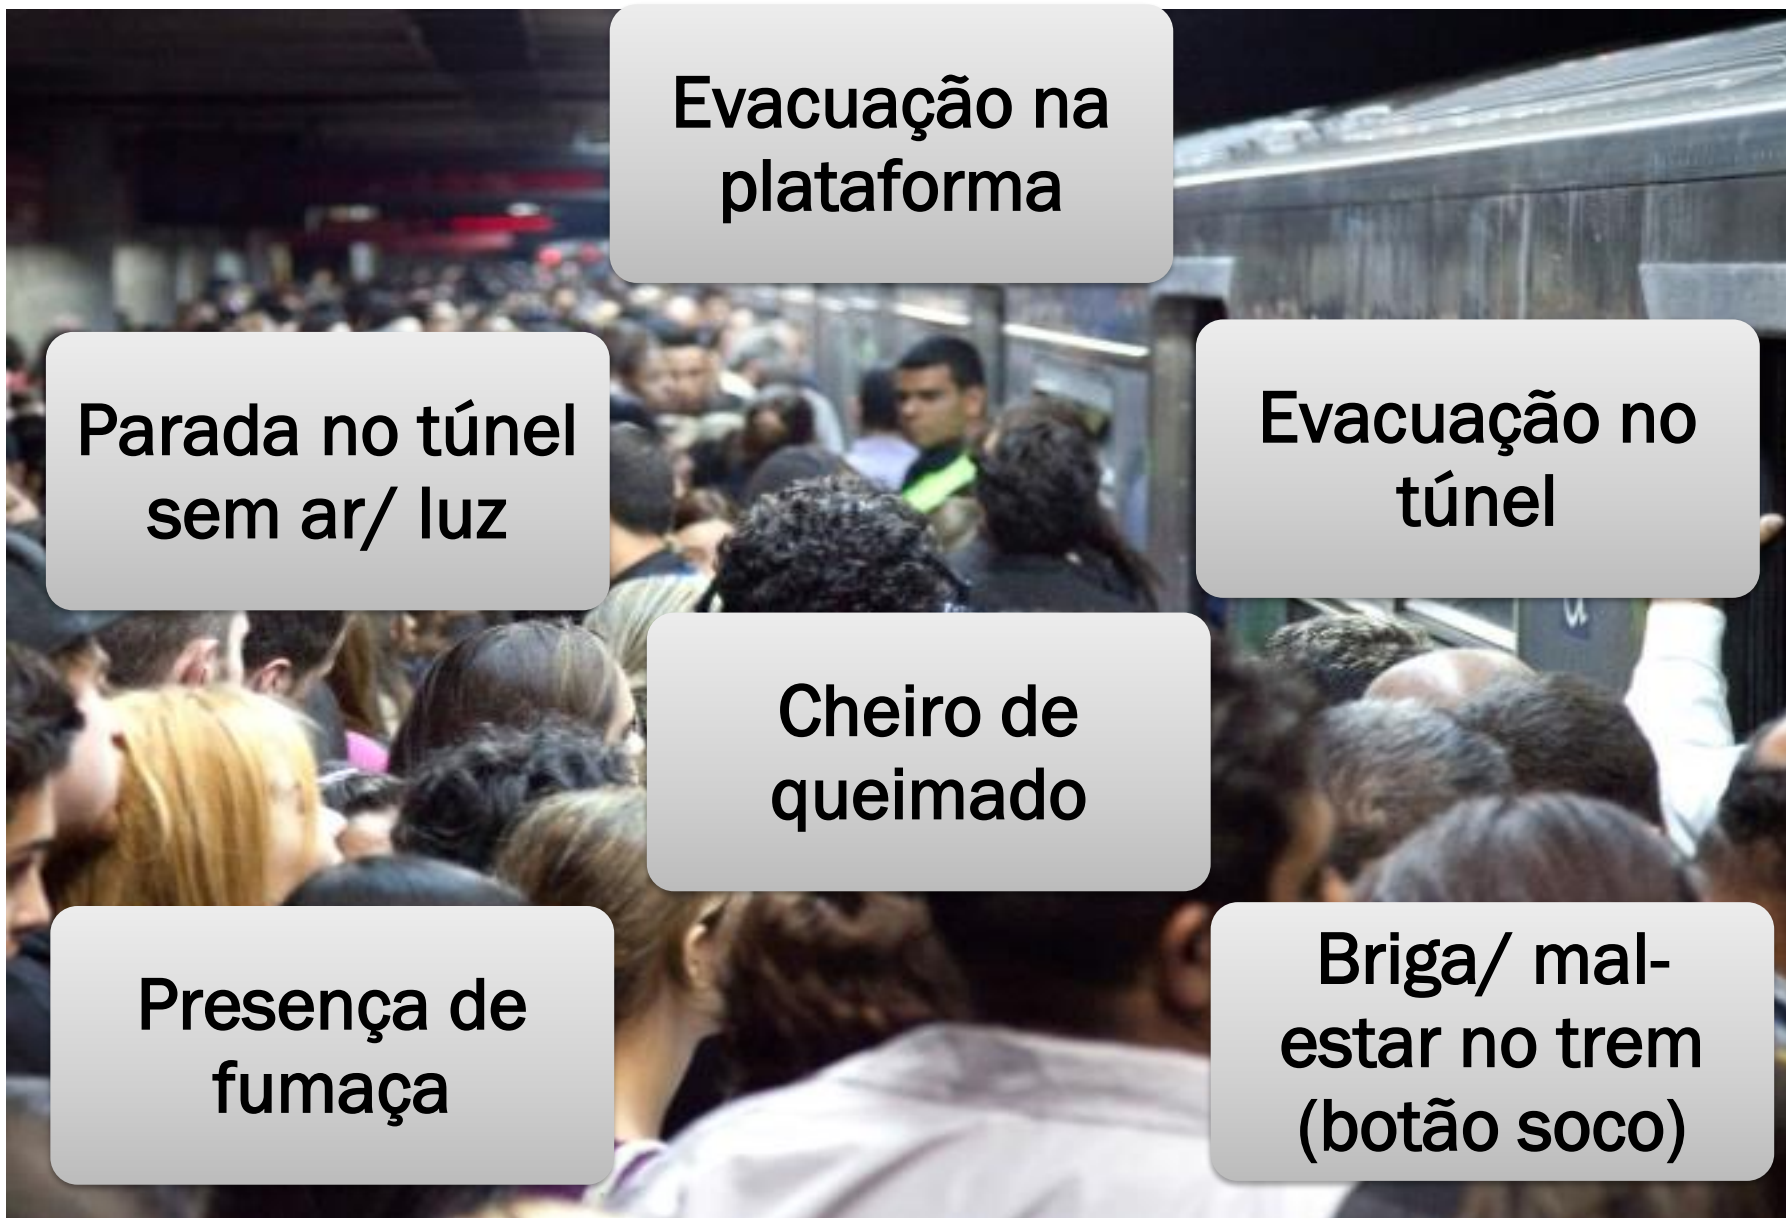 Evacuação na
plataforma
Parada no túnel
sem ar/ luz
Evacuação no
túnel
Cheiro de
queimado
Presença de
fumaça
Briga/ mal-
estar no trem
(botão soco)